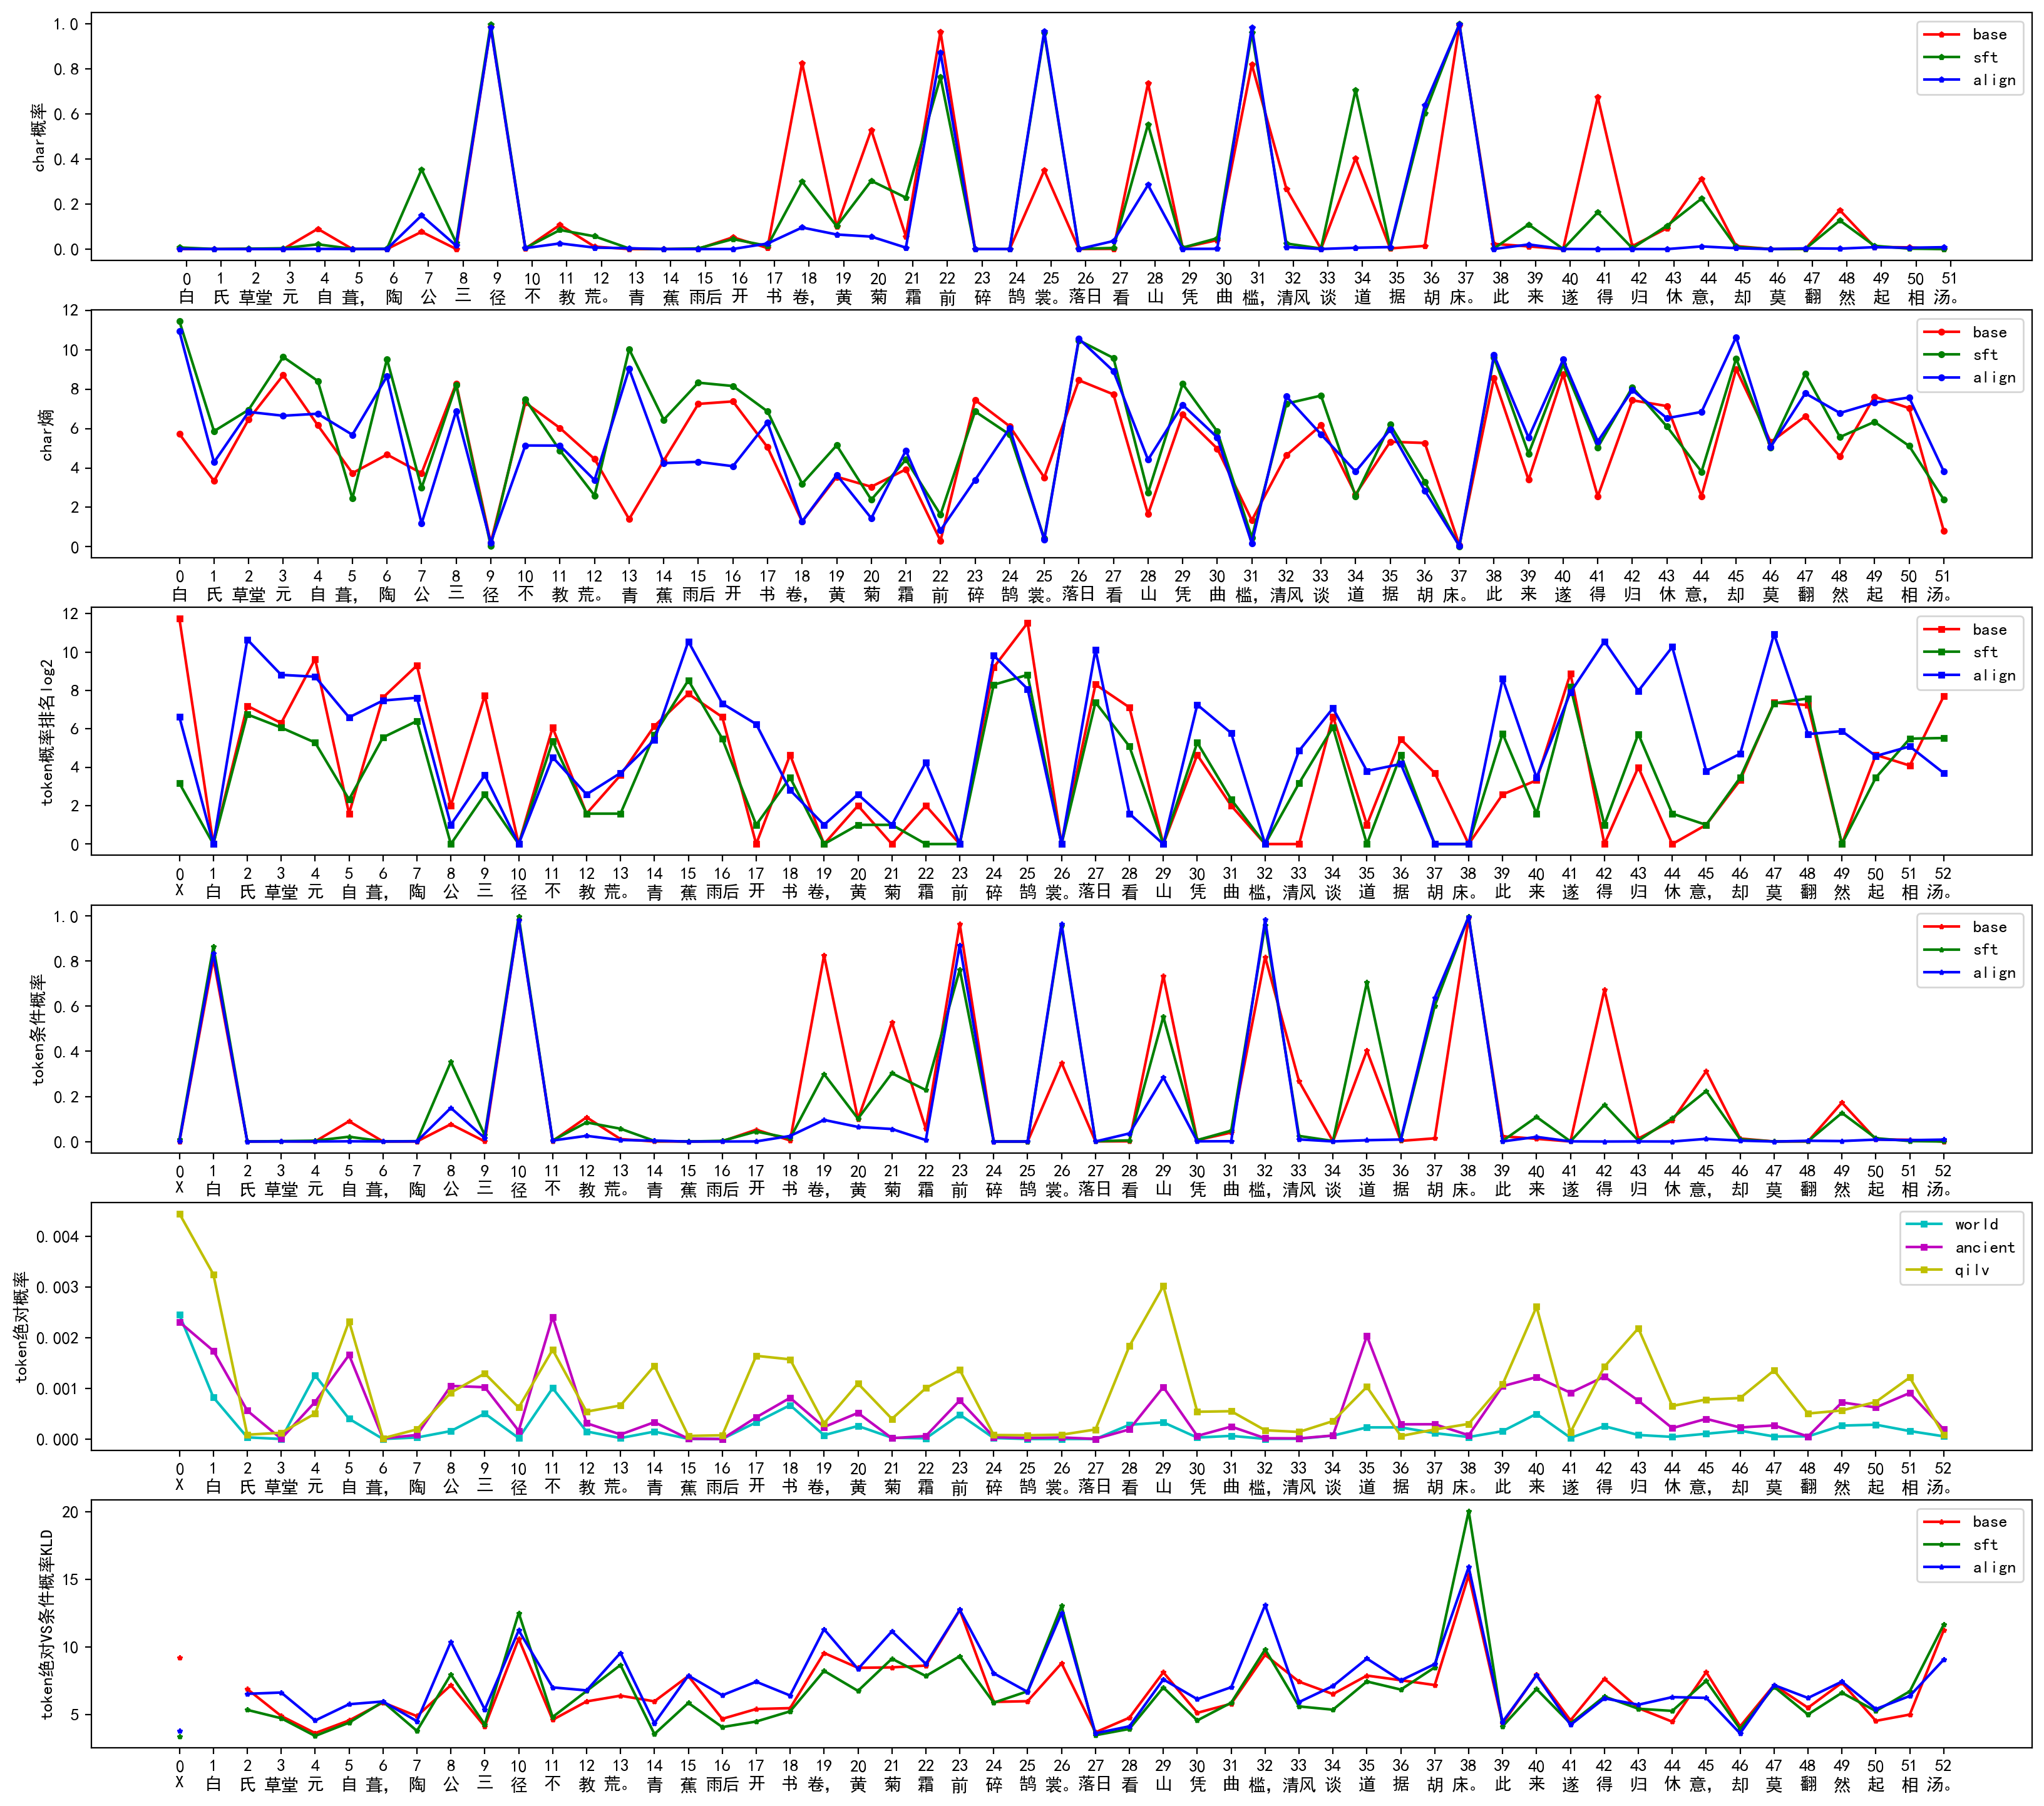 char概率
1.0
0.8
0.6
0.4
0.2
0.0
base
sft
align
0 1 2 3 4 5 6 7 8 9 10 11 12 13 14 15 16 17 18 19 20 21 22 23 24 25 26 27 28 29 30 31 32 33 34 35 36 37 38 39 40 41 42 43 44 45 46 47 48 49 50 51
白 氏 草堂 元 自 葺， 陶 公 三 径 不 教 荒。 青 蕉 雨后 开 书 卷， 黄 菊 霜 前 碎 鹄 裳。 落日 看 山 凭 曲 槛， 清风 谈 道 据 胡 床。 此 来 遂 得 归 休 意， 却 莫 翻 然 起 相 汤。
char熵
12
10
8
6
4
2
0
base
sft
align
0 1 2 3 4 5 6 7 8 9 10 11 12 13 14 15 16 17 18 19 20 21 22 23 24 25 26 27 28 29 30 31 32 33 34 35 36 37 38 39 40 41 42 43 44 45 46 47 48 49 50 51
白 氏 草堂 元 自 葺， 陶 公 三 径 不 教 荒。 青 蕉 雨后 开 书 卷， 黄 菊 霜 前 碎 鹄 裳。 落日 看 山 凭 曲 槛， 清风 谈 道 据 胡 床。 此 来 遂 得 归 休 意， 却 莫 翻 然 起 相 汤。
token概率排名log2
12
10
8
6
4
2
0
base
sft
align
0 1 2 3 4 5 6 7 8 9 10 11 12 13 14 15 16 17 18 19 20 21 22 23 24 25 26 27 28 29 30 31 32 33 34 35 36 37 38 39 40 41 42 43 44 45 46 47 48 49 50 51 52
X 白 氏 草堂 元 自 葺， 陶 公 三 径 不 教 荒。 青 蕉 雨后 开 书 卷， 黄 菊 霜 前 碎 鹄 裳。 落日 看 山 凭 曲 槛， 清风 谈 道 据 胡 床。 此 来 遂 得 归 休 意， 却 莫 翻 然 起 相 汤。
token条件概率
1.0
0.8
0.6
0.4
0.2
0.0
base
sft
align
0 1 2 3 4 5 6 7 8 9 10 11 12 13 14 15 16 17 18 19 20 21 22 23 24 25 26 27 28 29 30 31 32 33 34 35 36 37 38 39 40 41 42 43 44 45 46 47 48 49 50 51 52
X 白 氏 草堂 元 自 葺， 陶 公 三 径 不 教 荒。 青 蕉 雨后 开 书 卷， 黄 菊 霜 前 碎 鹄 裳。 落日 看 山 凭 曲 槛， 清风 谈 道 据 胡 床。 此 来 遂 得 归 休 意， 却 莫 翻 然 起 相 汤。
token绝对概率
0.004
0.003
0.002
0.001
0.000
world
ancient
qilv
0 1 2 3 4 5 6 7 8 9 10 11 12 13 14 15 16 17 18 19 20 21 22 23 24 25 26 27 28 29 30 31 32 33 34 35 36 37 38 39 40 41 42 43 44 45 46 47 48 49 50 51 52
X 白 氏 草堂 元 自 葺， 陶 公 三 径 不 教 荒。 青 蕉 雨后 开 书 卷， 黄 菊 霜 前 碎 鹄 裳。 落日 看 山 凭 曲 槛， 清风 谈 道 据 胡 床。 此 来 遂 得 归 休 意， 却 莫 翻 然 起 相 汤。
token绝对VS条件概率KLD
20
15
10
5
base
sft
align
0 1 2 3 4 5 6 7 8 9 10 11 12 13 14 15 16 17 18 19 20 21 22 23 24 25 26 27 28 29 30 31 32 33 34 35 36 37 38 39 40 41 42 43 44 45 46 47 48 49 50 51 52
X 白 氏 草堂 元 自 葺， 陶 公 三 径 不 教 荒。 青 蕉 雨后 开 书 卷， 黄 菊 霜 前 碎 鹄 裳。 落日 看 山 凭 曲 槛， 清风 谈 道 据 胡 床。 此 来 遂 得 归 休 意， 却 莫 翻 然 起 相 汤。